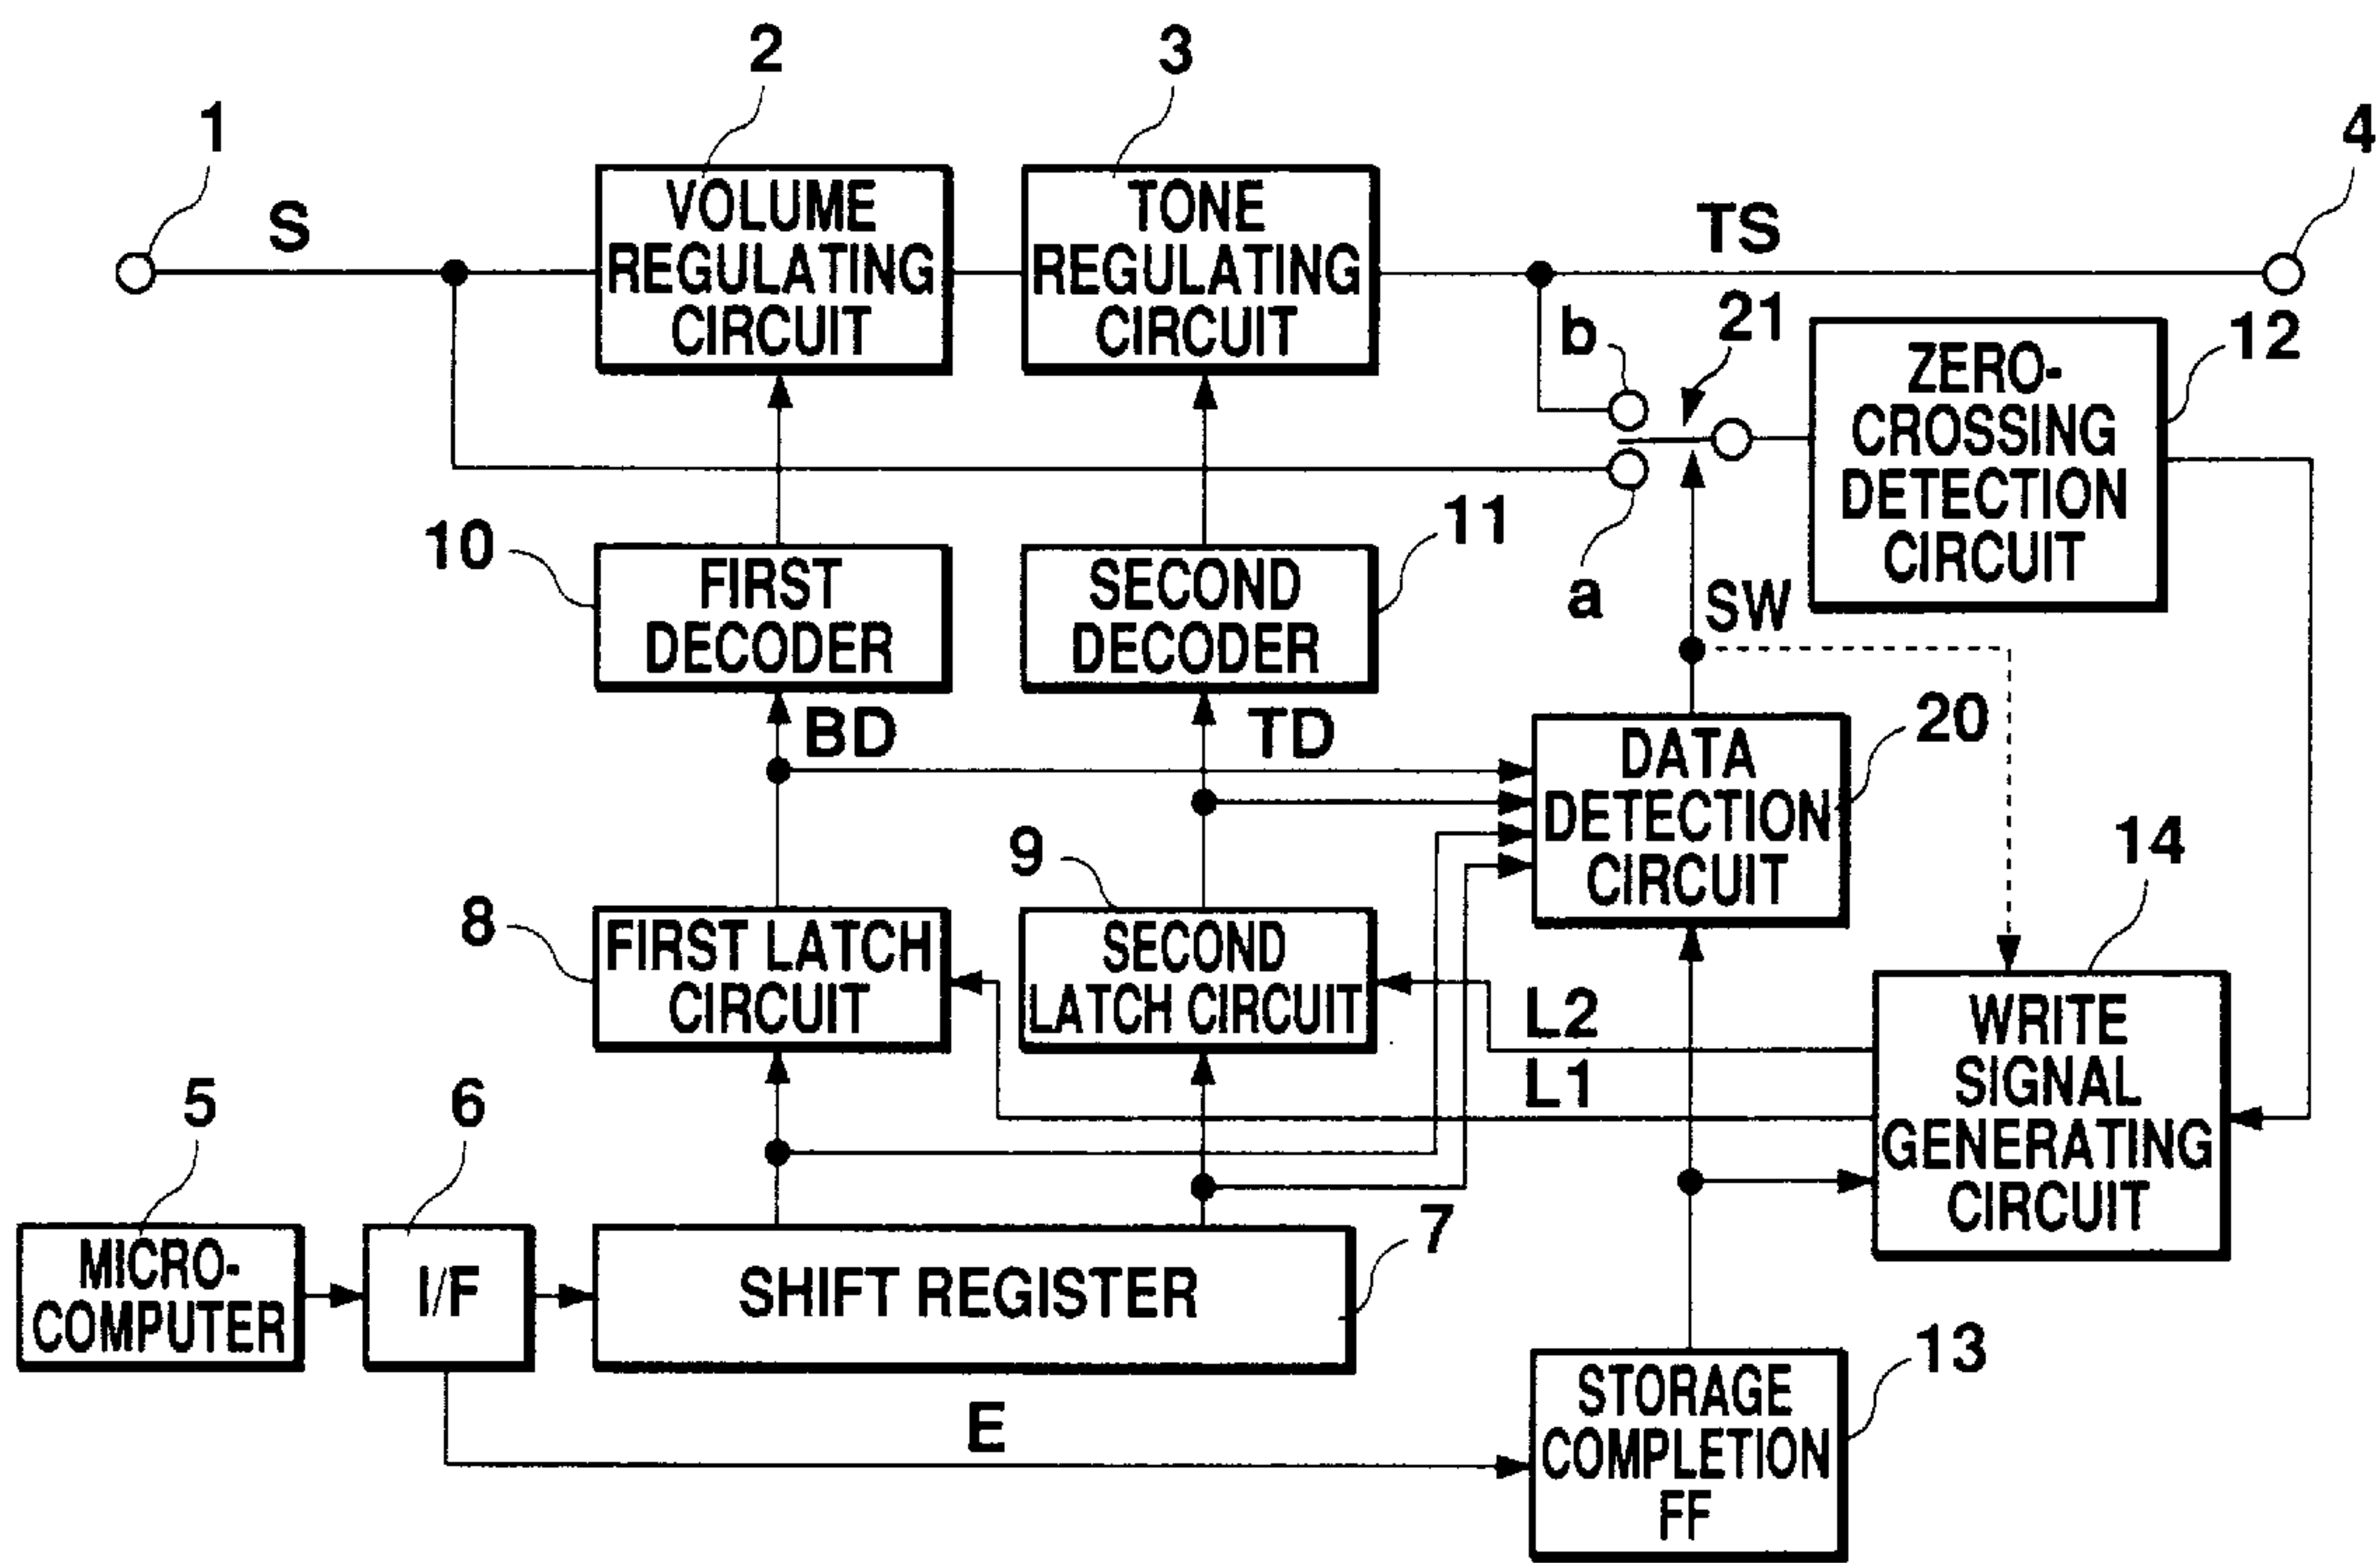 2
3
1
4
S
VOLUME
REGULATING
CIRCUIT
TONE
REGULATING
CIRCUIT
TS
b
21
12
ZERO-
CROSSING
DETECTION
CIRCUIT
a
10
FIRST
DECODER
11
SECOND
DECODER
SW
BD
TD
20
DATA
DETECTION
CIRCUIT
14
8
FIRST LATCH
CIRCUIT
9
SECOND
LATCH CIRCUIT
L2
L1
WRITE
SIGNAL
GENERATING
CIRCUIT
5
MICRO-
COMPUTER
6
I/F
SHIFT REGISTER
7
E
13
STORAGE
COMPLETION
FF